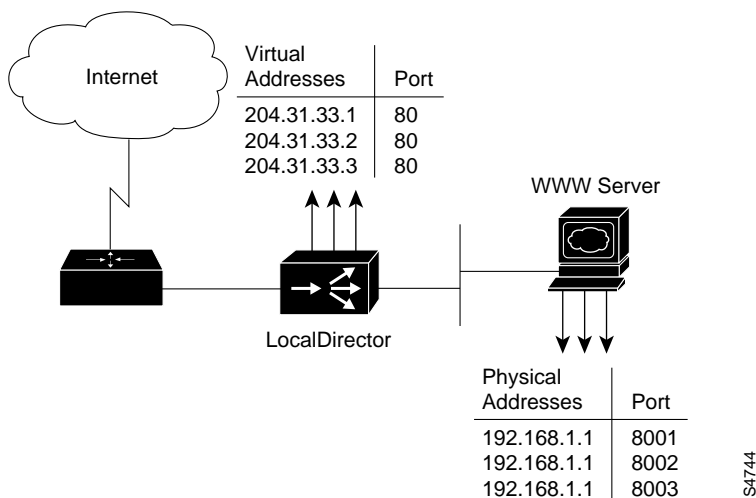 Internet
Virtual
Addresses Port
204.31.33.1 80
204.31.33.2 80
204.31.33.3 80
WWW Server
LocalDirector
Physical
Addresses Port
192.168.1.1 8001
192.168.1.1 8002
192.168.1.1 8003
S4744